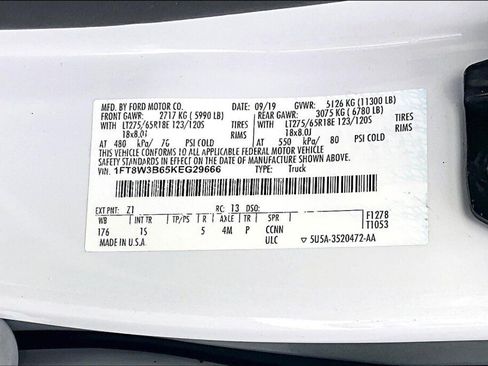 MFD. BY FORD MOTOR CO. DATE: 09/19 GVWR: 5126 KG (11300 LB)
FRONT GAWR: 2717 KG (5990 LB) REAR GAWR: 3075 KG (6780 LB)
WITH LT275/65R18E 123/120S TIRES WITH LT275/65R18E 123/120S TIRES
18x8.0J RIMS 18x8.0J RIMS
AT 480 kPa/ 70 PSI COLD AT 550 kPa/ 80 PSI COLD
THIS VEHICLE CONFORMS TO ALL APPLICABLE FEDERAL MOTOR VEHICLE
SAFETY STANDARDS IN EFFECT ON THE DATE OF MANUFACTURE SHOWN ABOVE.
VIN: 1FT8W3B65KEG29666 TYPE: Truck
EXT PNT: Z1 RC: 13 DSO: F1278
WB INT TR TP/PS R AXLE TR SPR T1053
176 1S 5 4M P CCNN
MADE IN U.S.A. ULC 5U5A-3520472-AA